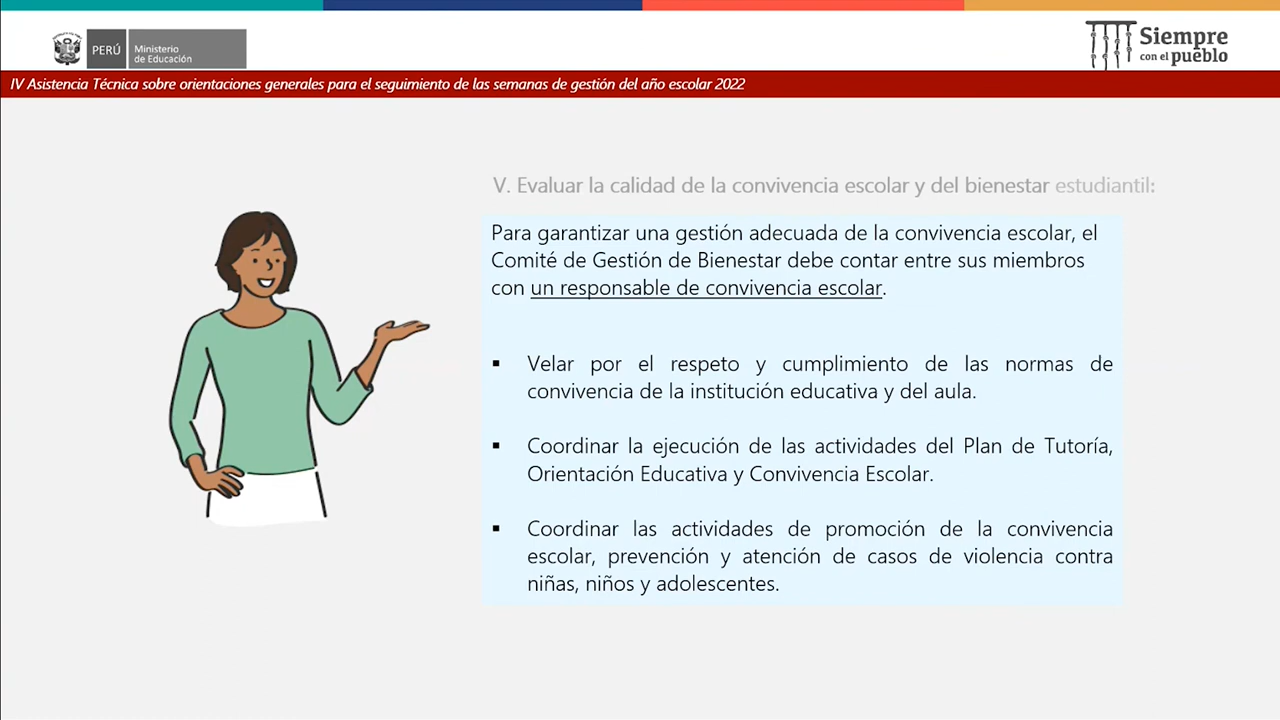 PERÚ
Ministerio
de Educación
Siempre
con el pueblo
IV Asistencia Técnica sobre orientaciones generales para el seguimiento de las semanas de gestión del año escolar 2022
V. Evaluar la calidad de la convivencia escolar y del bienestar estudiantil:
Para garantizar una gestión adecuada de la convivencia escolar, el
Comité de Gestión de Bienestar debe contar entre sus miembros
con un responsable de convivencia escolar.
▪ Velar por el respeto y cumplimiento de las normas de
convivencia de la institución educativa y del aula.
▪ Coordinar la ejecución de las actividades del Plan de Tutoría,
Orientación Educativa y Convivencia Escolar.
▪ Coordinar las actividades de promoción de la convivencia
escolar, prevención y atención de casos de violencia contra
niñas, niños y adolescentes.